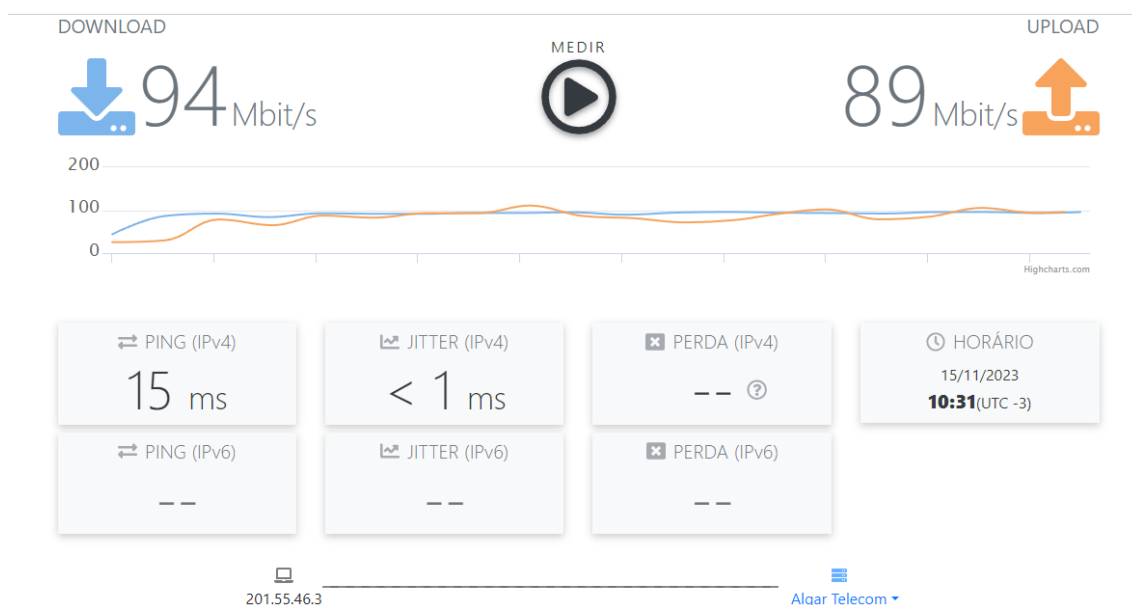 DOWNLOAD
UPLOAD
MEDIR
94 Mbit/s
89 Mbit/s
200
100
0
Highcharts.com
PING (IPv4)
JITTER (IPv4)
PERDA (IPv4)
HORÁRIO
15 ms
< 1 ms
-- ?
15/11/2023
10:31(UTC -3)
PING (IPv6)
JITTER (IPv6)
PERDA (IPv6)
--
--
--
201.55.46.3
Algar Telecom